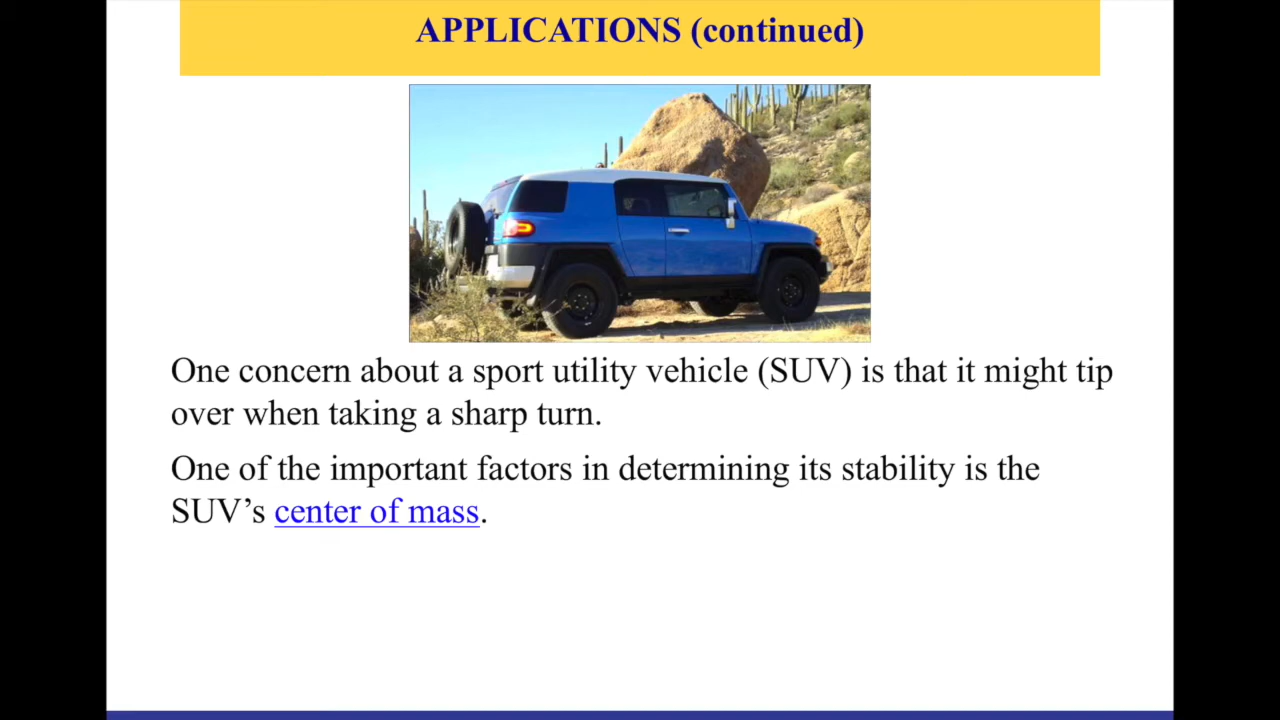 APPLICATIONS (continued)
One concern about a sport utility vehicle (SUV) is that it might tip
over when taking a sharp turn.
One of the important factors in determining its stability is the
SUV’s center of mass.